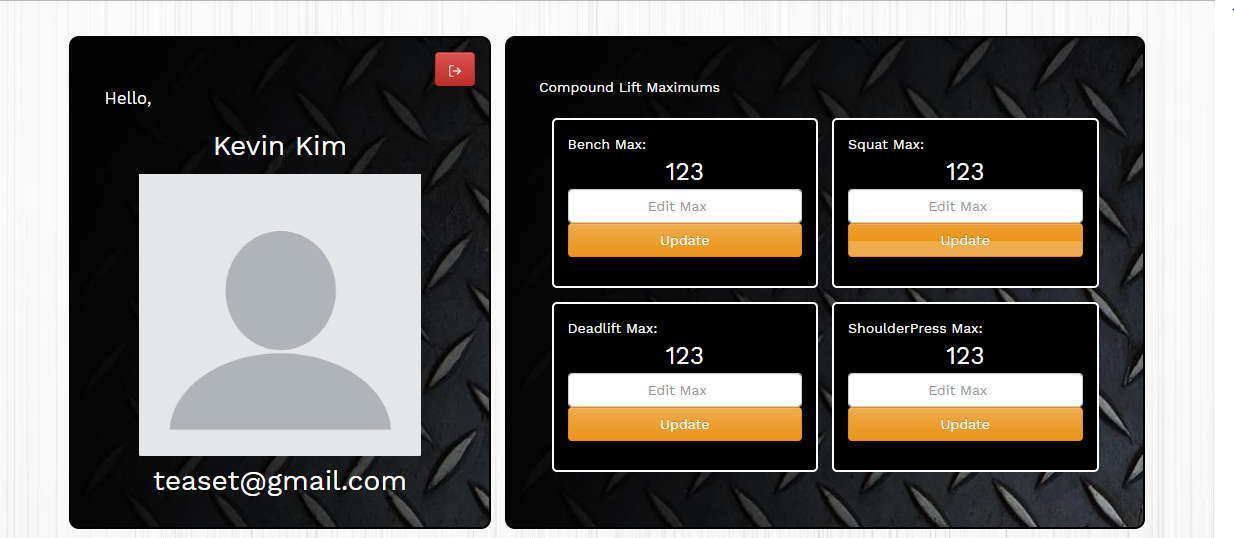 Hello,
Kevin Kim
teaset@gmail.com
Compound Lift Maximums
Bench Max:
123
Edit Max
Update
Squat Max:
123
Edit Max
Update
Deadlift Max:
123
Edit Max
Update
ShoulderPress Max:
123
Edit Max
Update